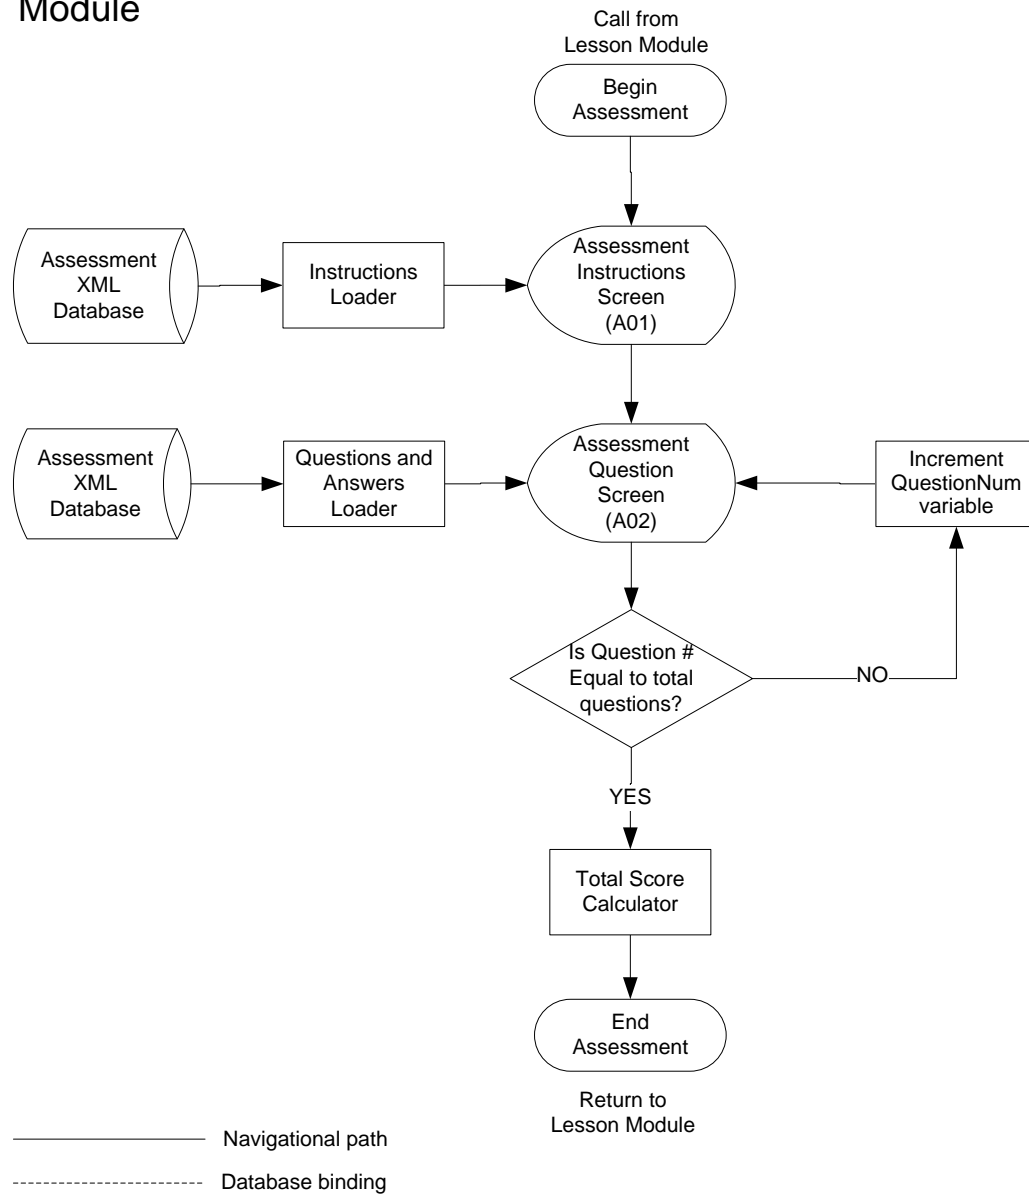 Module
Call from
Lesson Module
Begin
Assessment
Assessment
XML
Database
Instructions
Loader
Assessment
Instructions
Screen
(A01)
Assessment
XML
Database
Questions and
Answers
Loader
Assessment
Question
Screen
(A02)
Increment
QuestionNum
variable
Is Question #
Equal to total
questions?
NO
YES
Total Score
Calculator
End
Assessment
Return to
Lesson Module
Navigational path
Database binding